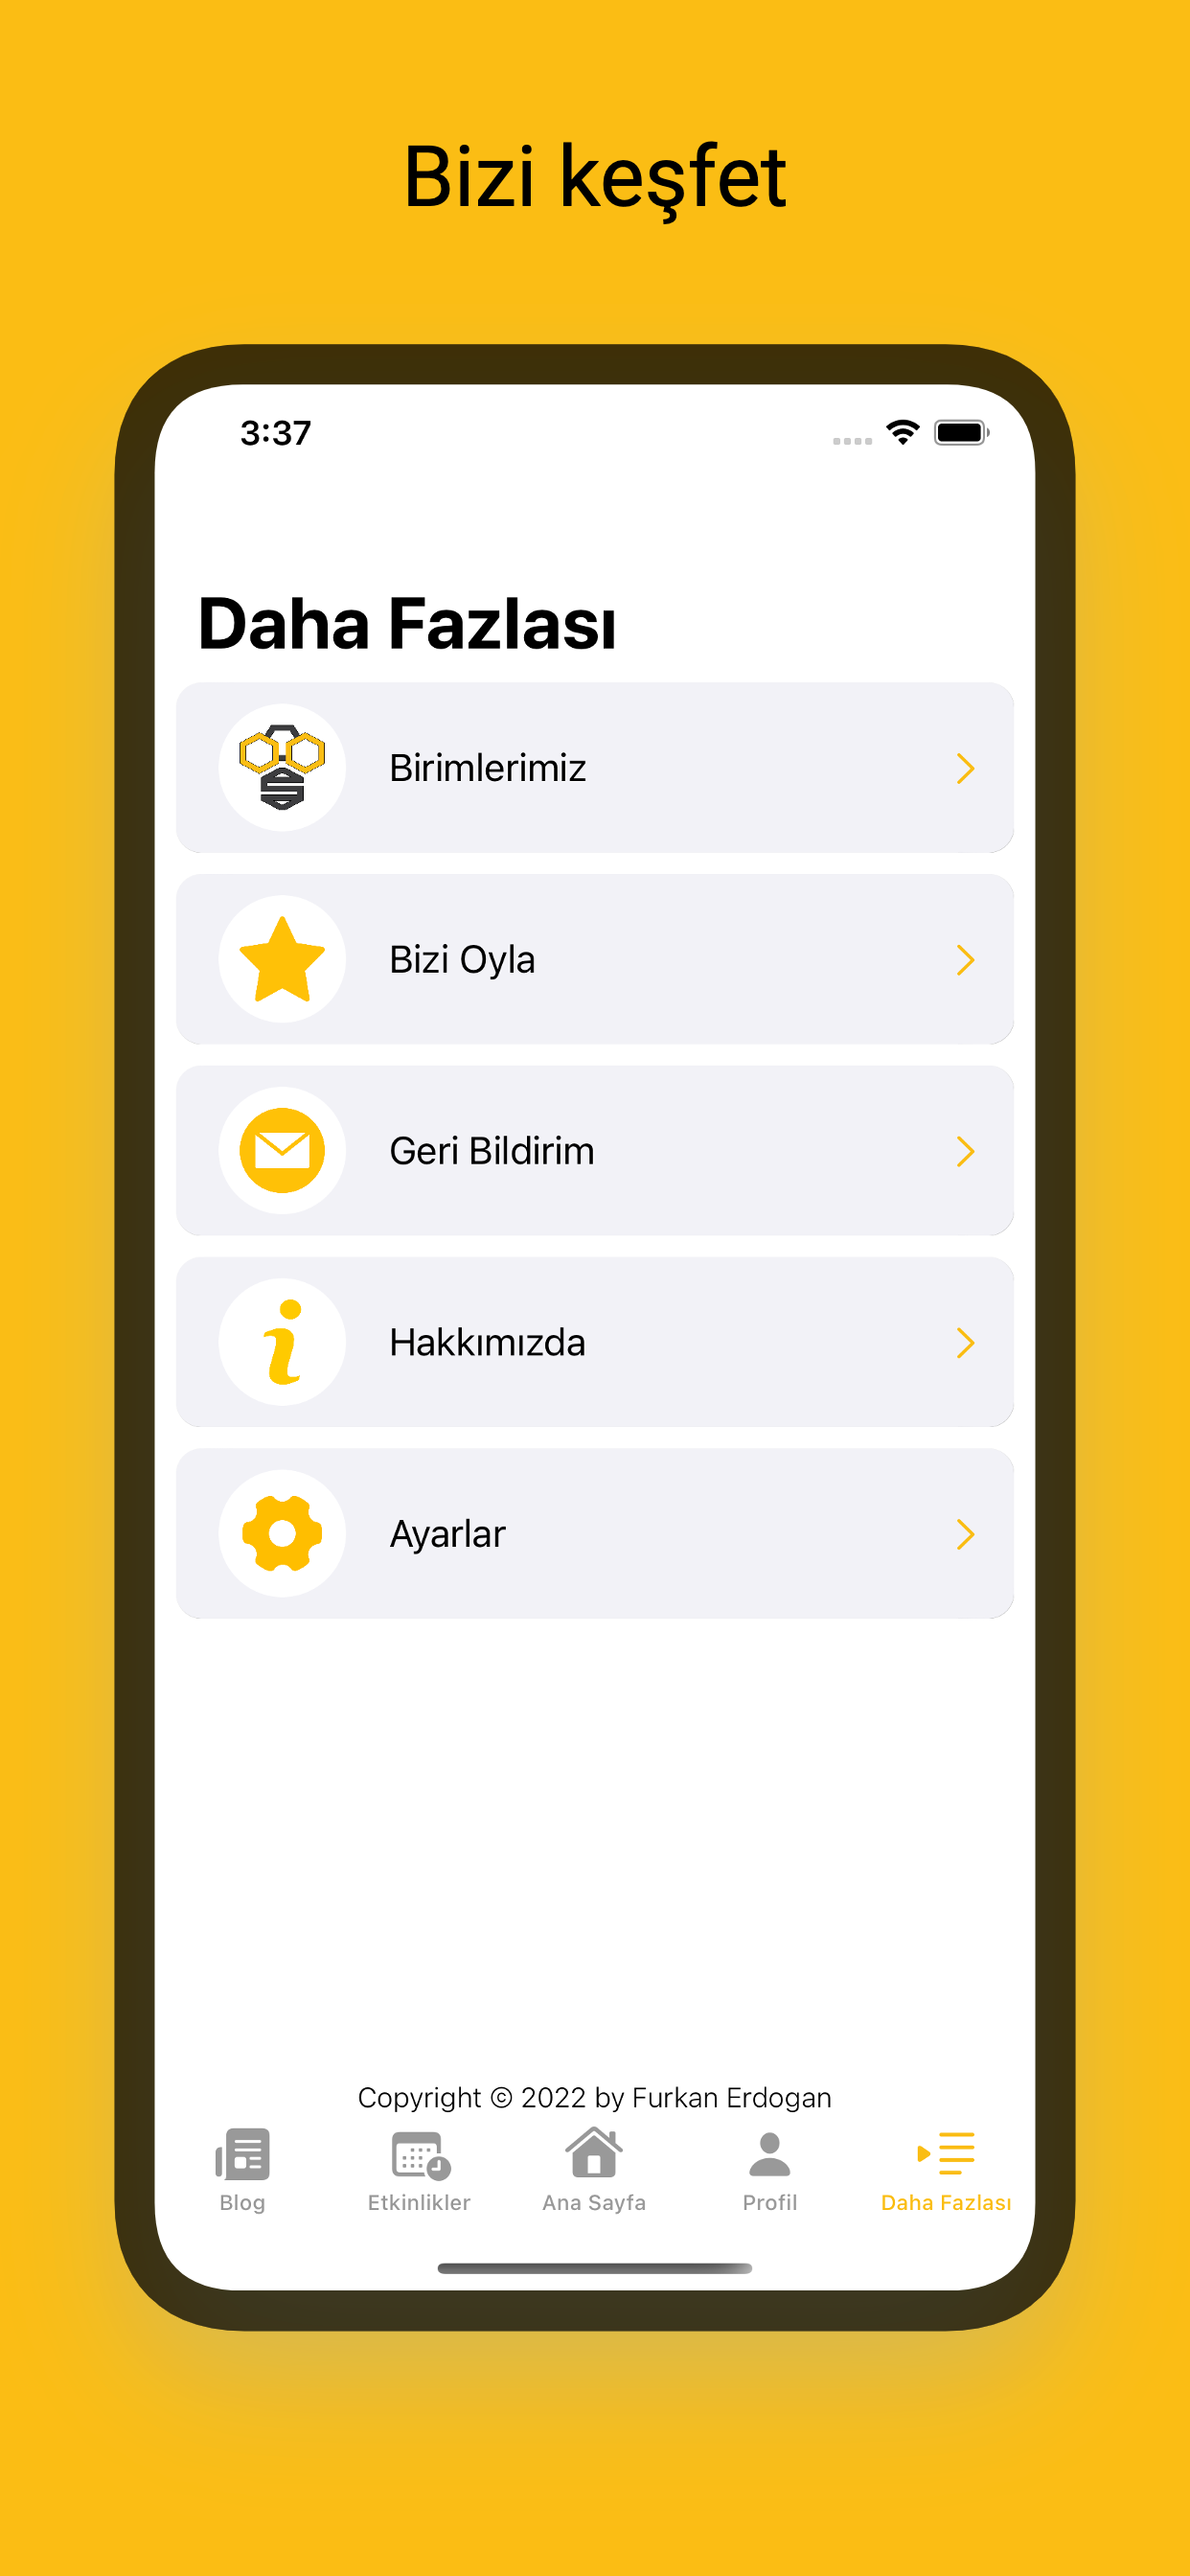 Bizi keşfet
3:37
Daha Fazlası
Birimlerimiz
Bizi Oyla
Geri Bildirim
Hakkımızda
Ayarlar
Copyright © 2022 by Furkan Erdogan
Blog
Etkinlikler
Ana Sayfa
Profil
Daha Fazlası